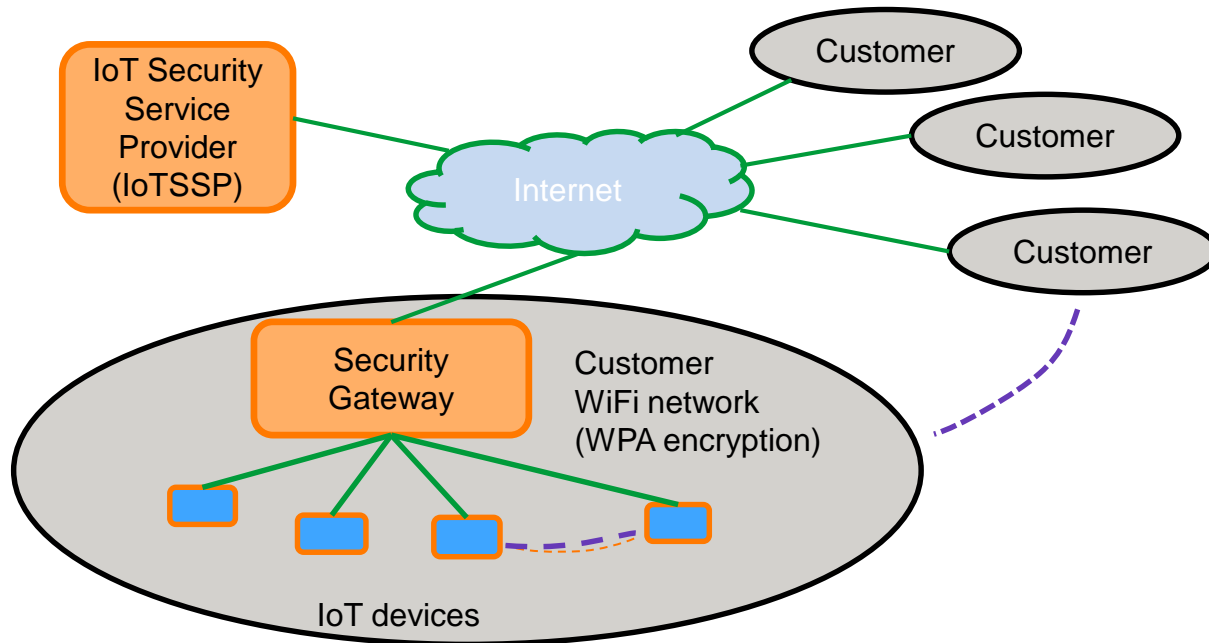 IoT Security
Service
Provider
(IoTSSP)
Customer
Customer
Internet
Customer
Security
Gateway
Customer
WiFi network
(WPA encryption)
IoT devices